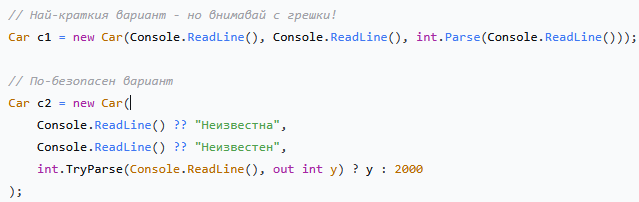 // Най-краткия вариант - но внимавай с грешки!
Car c1 = new Car(Console.ReadLine(), Console.ReadLine(), int.Parse(Console.ReadLine()));
// По-безопасен вариант
Car c2 = new Car(
Console.ReadLine() ?? "Неизвестна",
Console.ReadLine() ?? "Неизвестен",
int.TryParse(Console.ReadLine(), out int y) ? y : 2000
);